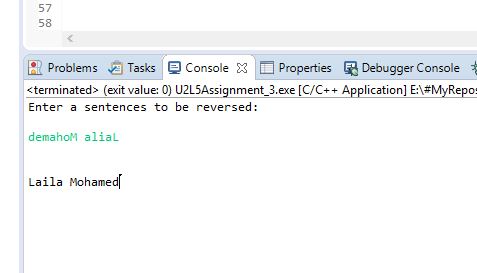 57
58
Problems Tasks Console Properties Debugger Console
<terminated> (exit value: 0) U2L5Assignment_3.exe [C/C++ Application] E:\#MyRepos
Enter a sentences to be reversed:
demahoM aliaL
Laila Mohamed